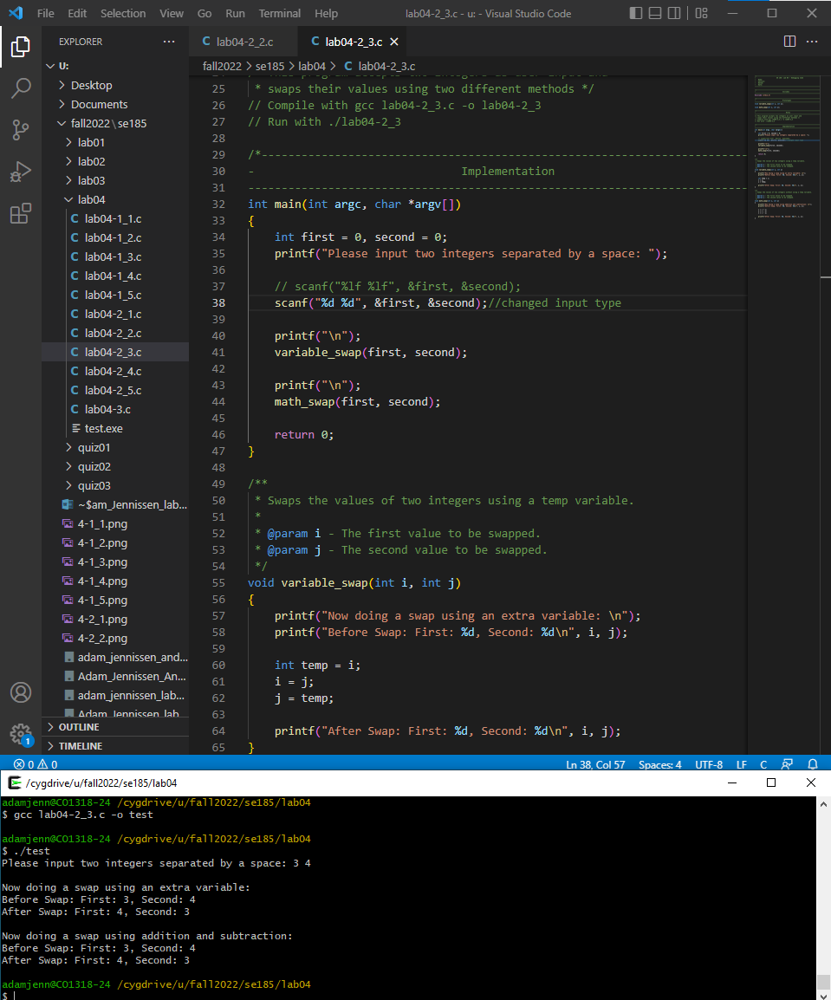 File Edit Selection View Go Run Terminal Help lab04-2_3.c - u: - Visual Studio Code
EXPLORER
U:
Desktop
Documents
fall2022\se185
lab01
lab02
lab03
lab04
lab04-1_1.c
lab04-1_2.c
lab04-1_3.c
lab04-1_4.c
lab04-1_5.c
lab04-2_1.c
lab04-2_2.c
lab04-2_3.c
lab04-2_4.c
lab04-2_5.c
lab04-3.c
test.exe
quiz01
quiz02
quiz03
~$am_Jennissen_lab...
4-1_1.png
4-1_2.png
4-1_3.png
4-1_4.png
4-1_5.png
4-2_1.png
4-2_2.png
adam_jennissen_and...
Adam_Jennissen_An...
adam_jennissen_lab...
Adam_Jennissen_lab
OUTLINE
TIMELINE
1
C lab04-2_2.c C lab04-2_3.c
fall2022 > se185 > lab04 > C lab04-2_3.c
25 * swaps their values using two different methods */
26 // Compile with gcc lab04-2_3.c -o lab04-2_3
27 // Run with ./lab04-2_3
28
29 /*---------------------------------------------------------------------------
30 - Implementation
31 ---------------------------------------------------------------------------
32 int main(int argc, char *argv[])
33 {
34 int first = 0, second = 0;
35 printf("Please input two integers separated by a space: ");
36
37 // scanf("%lf %lf", &first, &second);
38 scanf("%d %d", &first, &second);//changed input type
39
40 printf("\n");
41 variable_swap(first, second);
42
43 printf("\n");
44 math_swap(first, second);
45
46 return 0;
47 }
48
49 /**
50 * Swaps the values of two integers using a temp variable.
51 *
52 * @param i - The first value to be swapped.
53 * @param j - The second value to be swapped.
54 */
55 void variable_swap(int i, int j)
56 {
57 printf("Now doing a swap using an extra variable: \n");
58 printf("Before Swap: First: %d, Second: %d\n", i, j);
59
60 int temp = i;
61 i = j;
62 j = temp;
63
64 printf("After Swap: First: %d, Second: %d\n", i, j);
65 }
0 0 Ln 38, Col 57 Spaces: 4 UTF-8 LF C
/cygdrive/u/fall2022/se185/lab04
adamjenn@CO1318-24 /cygdrive/u/fall2022/se185/lab04
$ gcc lab04-2_3.c -o test
adamjenn@CO1318-24 /cygdrive/u/fall2022/se185/lab04
$ ./test
Please input two integers separated by a space: 3 4
Now doing a swap using an extra variable:
Before Swap: First: 3, Second: 4
After Swap: First: 4, Second: 3
Now doing a swap using addition and subtraction:
Before Swap: First: 3, Second: 4
After Swap: First: 4, Second: 3
adamjenn@CO1318-24 /cygdrive/u/fall2022/se185/lab04
$